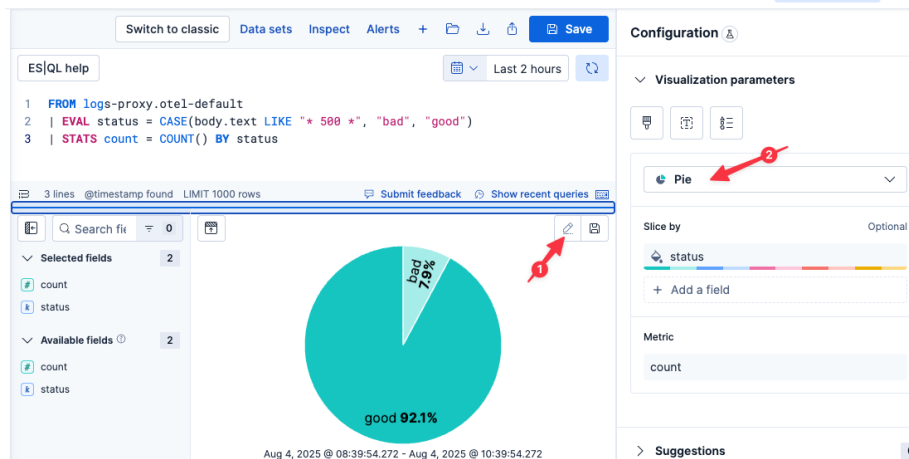 Switch to classic Data sets Inspect Alerts + Save
Configuration
ES|QL help Last 2 hours
Visualization parameters
1 FROM logs-proxy.otel-default
2 | EVAL status = CASE(body.text LIKE "* 500 *", "bad", "good")
3 | STATS count = COUNT() BY status
2
Pie
3 lines @timestamp found LIMIT 1000 rows Submit feedback Show recent queries
Search fie 0
Slice by Optional
status
+ Add a field
Selected fields 2
# count
k status
1
bad
7.9%
Available fields 2
# count
k status
Metric
count
good 92.1%
Aug 4, 2025 @ 08:39:54.272 - Aug 4, 2025 @ 10:39:54.272
Suggestions